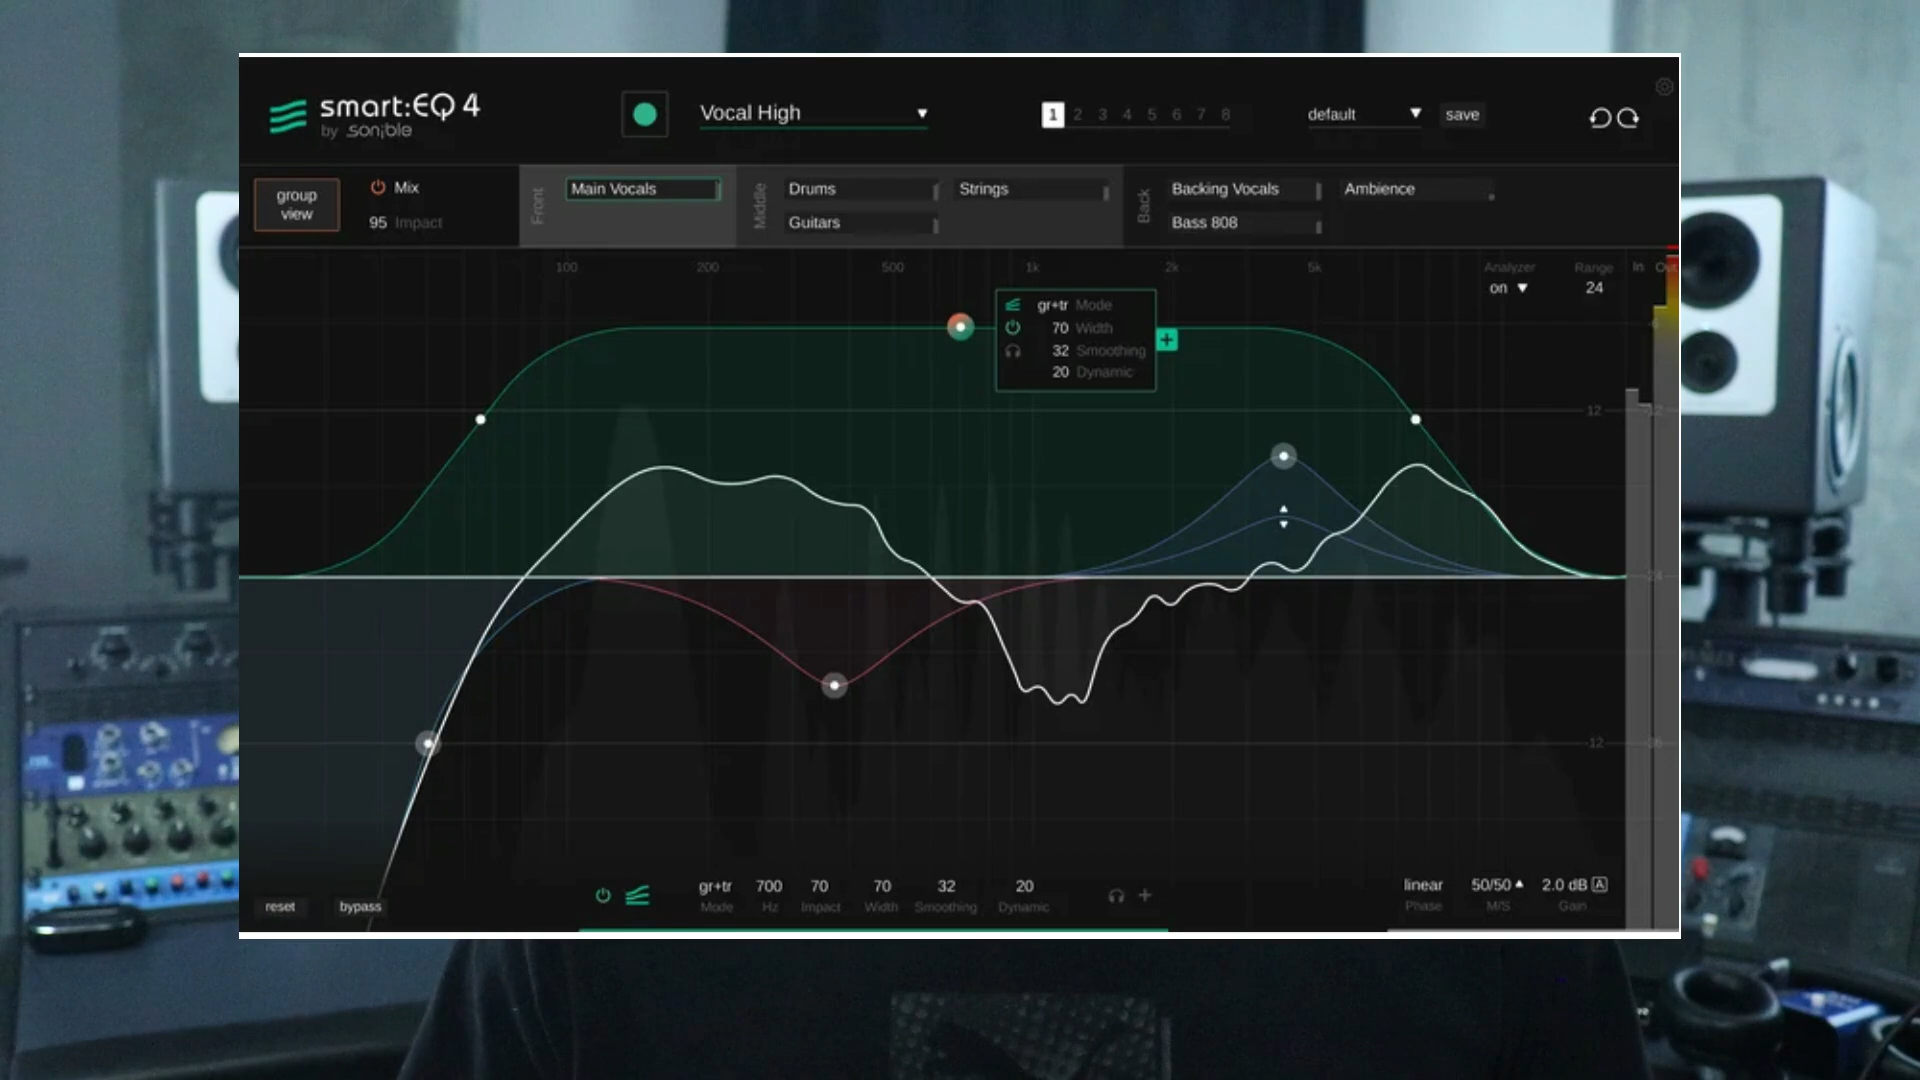 smart:EQ 4
by sonible
Vocal High
1 2 3 4 5 6 7 8
default
save
group
view
Mix
95 Impact
Front
Main Vocals
Middle
Drums
Guitars
Strings
Back
Backing Vocals
Bass 808
Ambience
100 200 500 1k 2k 5k
Analyzer
on
Range
24
In
gr+tr Mode
70 Width
32 Smoothing
20 Dynamic
12
-12
reset
bypass
gr+tr 700 70 70 32 20
Mode Hz Impact Width Smoothing Dynamic
linear 50/50 2.0 dB A
Phase M/S Gain